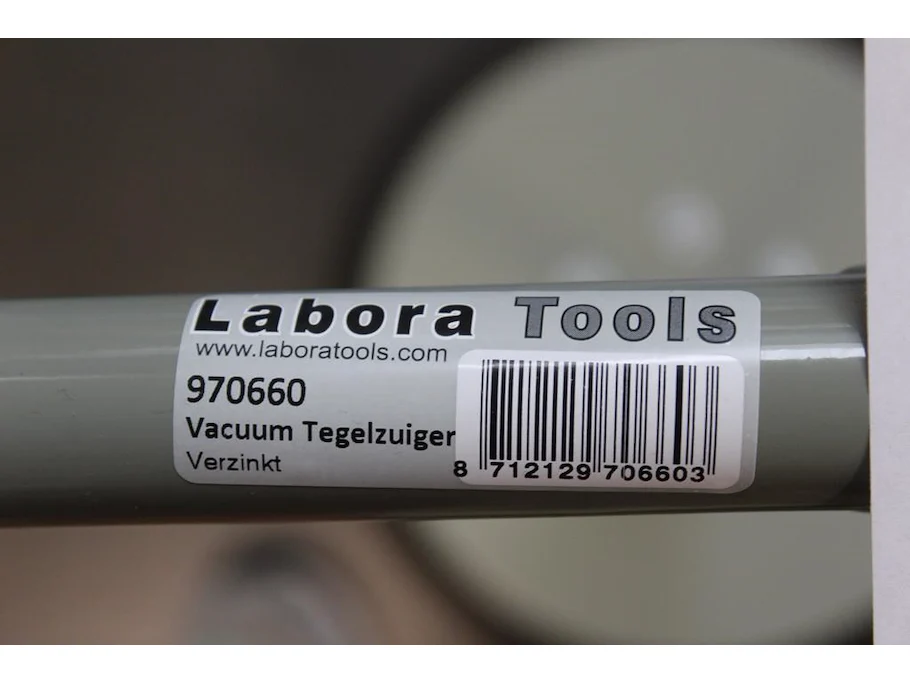 Labora Tools
www.laboratools.com
970660
Vacuum Tegelzuiger
Verzinkt
8 712129 706603